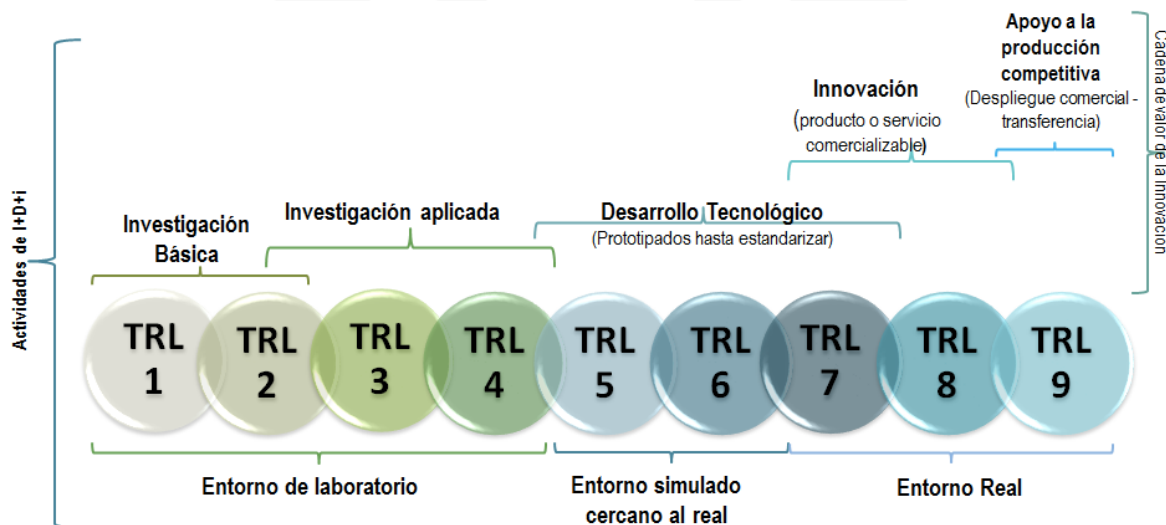 Actividades de I+D+i
Investigación
Básica
Investigación aplicada
Desarrollo Tecnológico
(Prototipados hasta estandarizar)
Innovación
(producto o servicio
comercializable)
Apoyo a la
producción
competitiva
(Despliegue comercial -
transferencia)
Cadena de valor de la Innovación
TRL
1
TRL
2
TRL
3
TRL
4
TRL
5
TRL
6
TRL
7
TRL
8
TRL
9
Entorno de laboratorio
Entorno simulado
cercano al real
Entorno Real